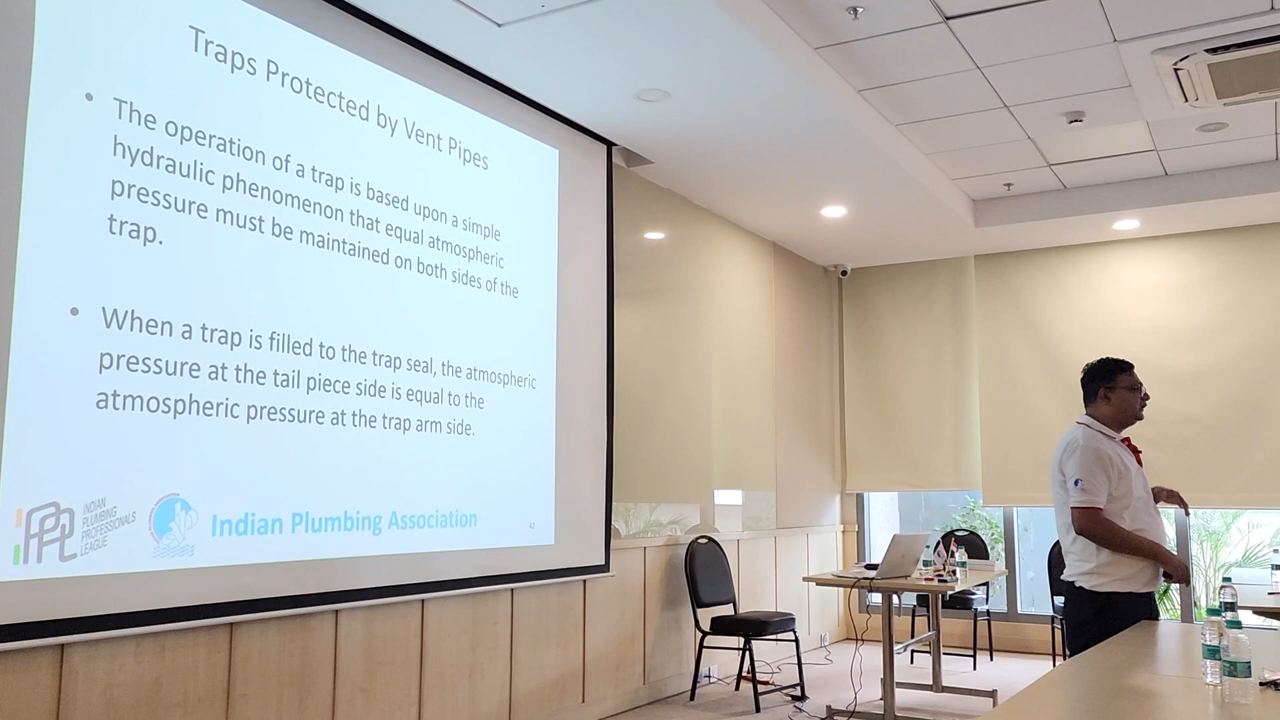 Traps Protected by Vent Pipes
• The operation of a trap is based upon a simple
hydraulic phenomenon that equal atmospheric
pressure must be maintained on both sides of the
trap.
• When a trap is filled to the trap seal, the atmospheric
pressure at the tail piece side is equal to the
atmospheric pressure at the trap arm side.
IPPL
INDIAN
PLUMBING
PROFESSIONALS
LEAGUE
Indian Plumbing Association
42